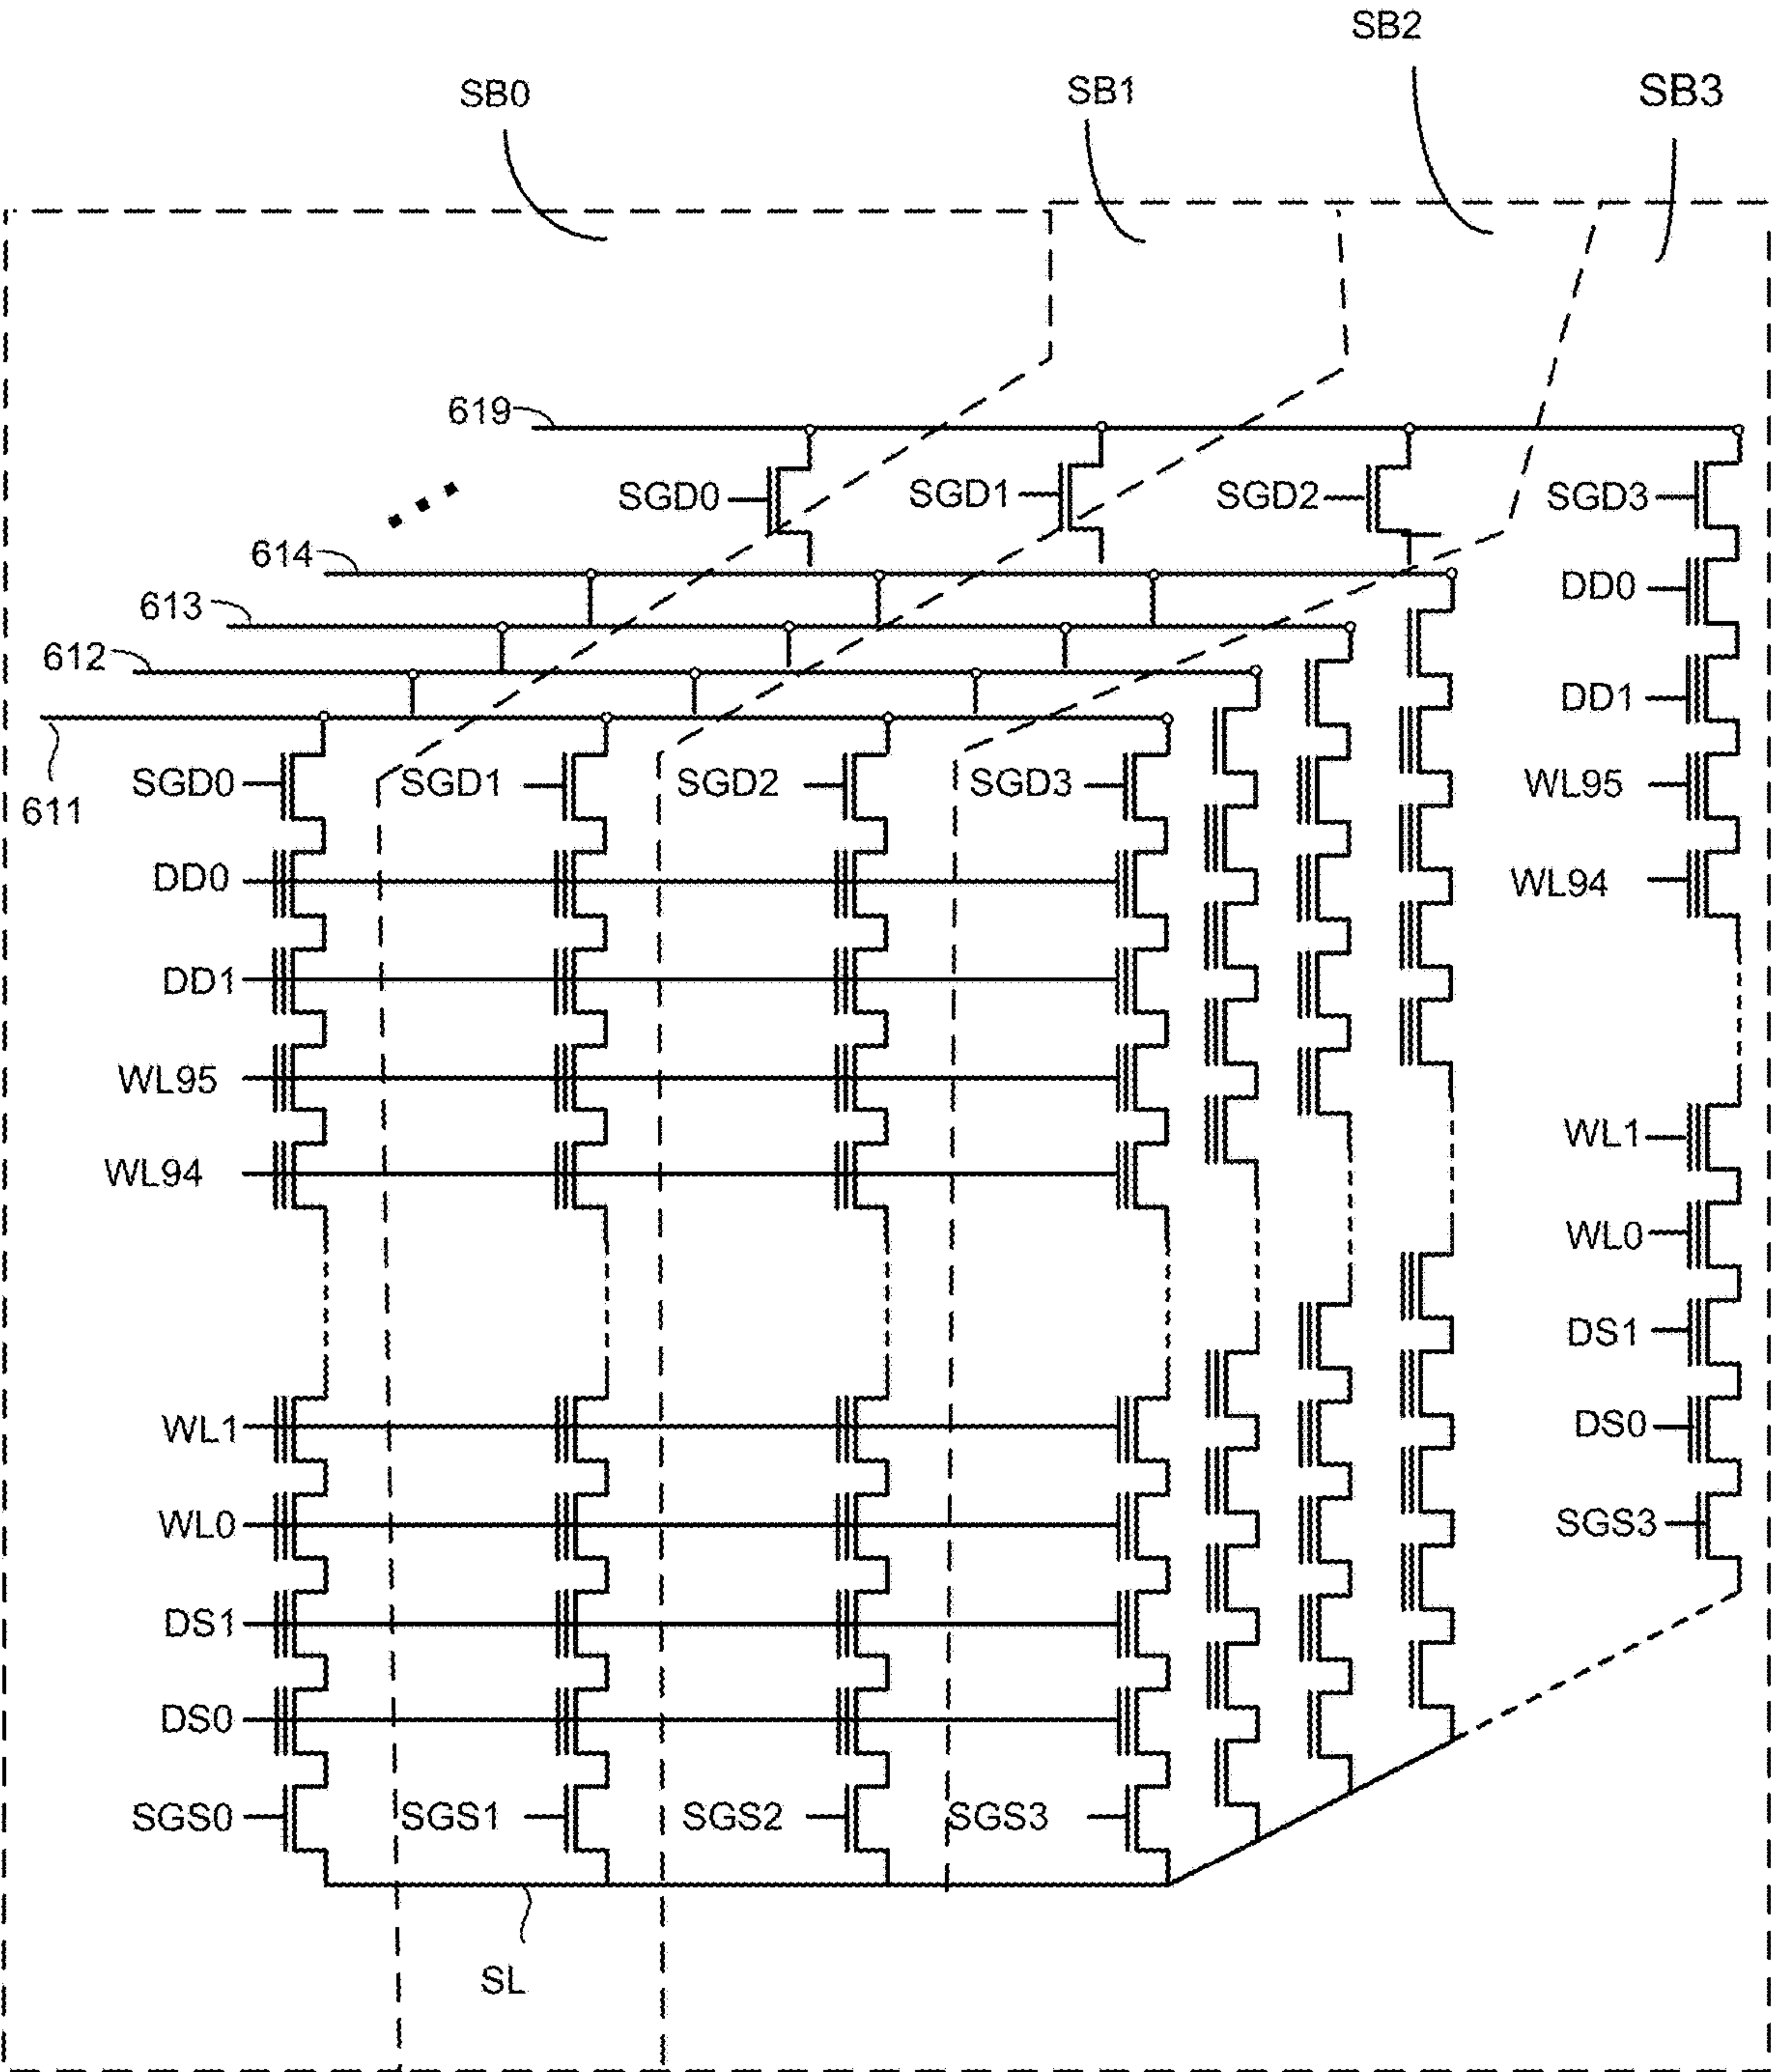 SB2
SB0 SB1 SB3
619
SGD0 SGD1 SGD2 SGD3
614
DD0
613
612
DD1
611 SGD0 SGD1 SGD2 SGD3 WL95
DD0 WL94
DD1
WL95
WL1
WL94
WL0
DS1
WL1 DS0
WL0 SGS3
DS1
DS0
SGS0 SGS1 SGS2 SGS3
SL